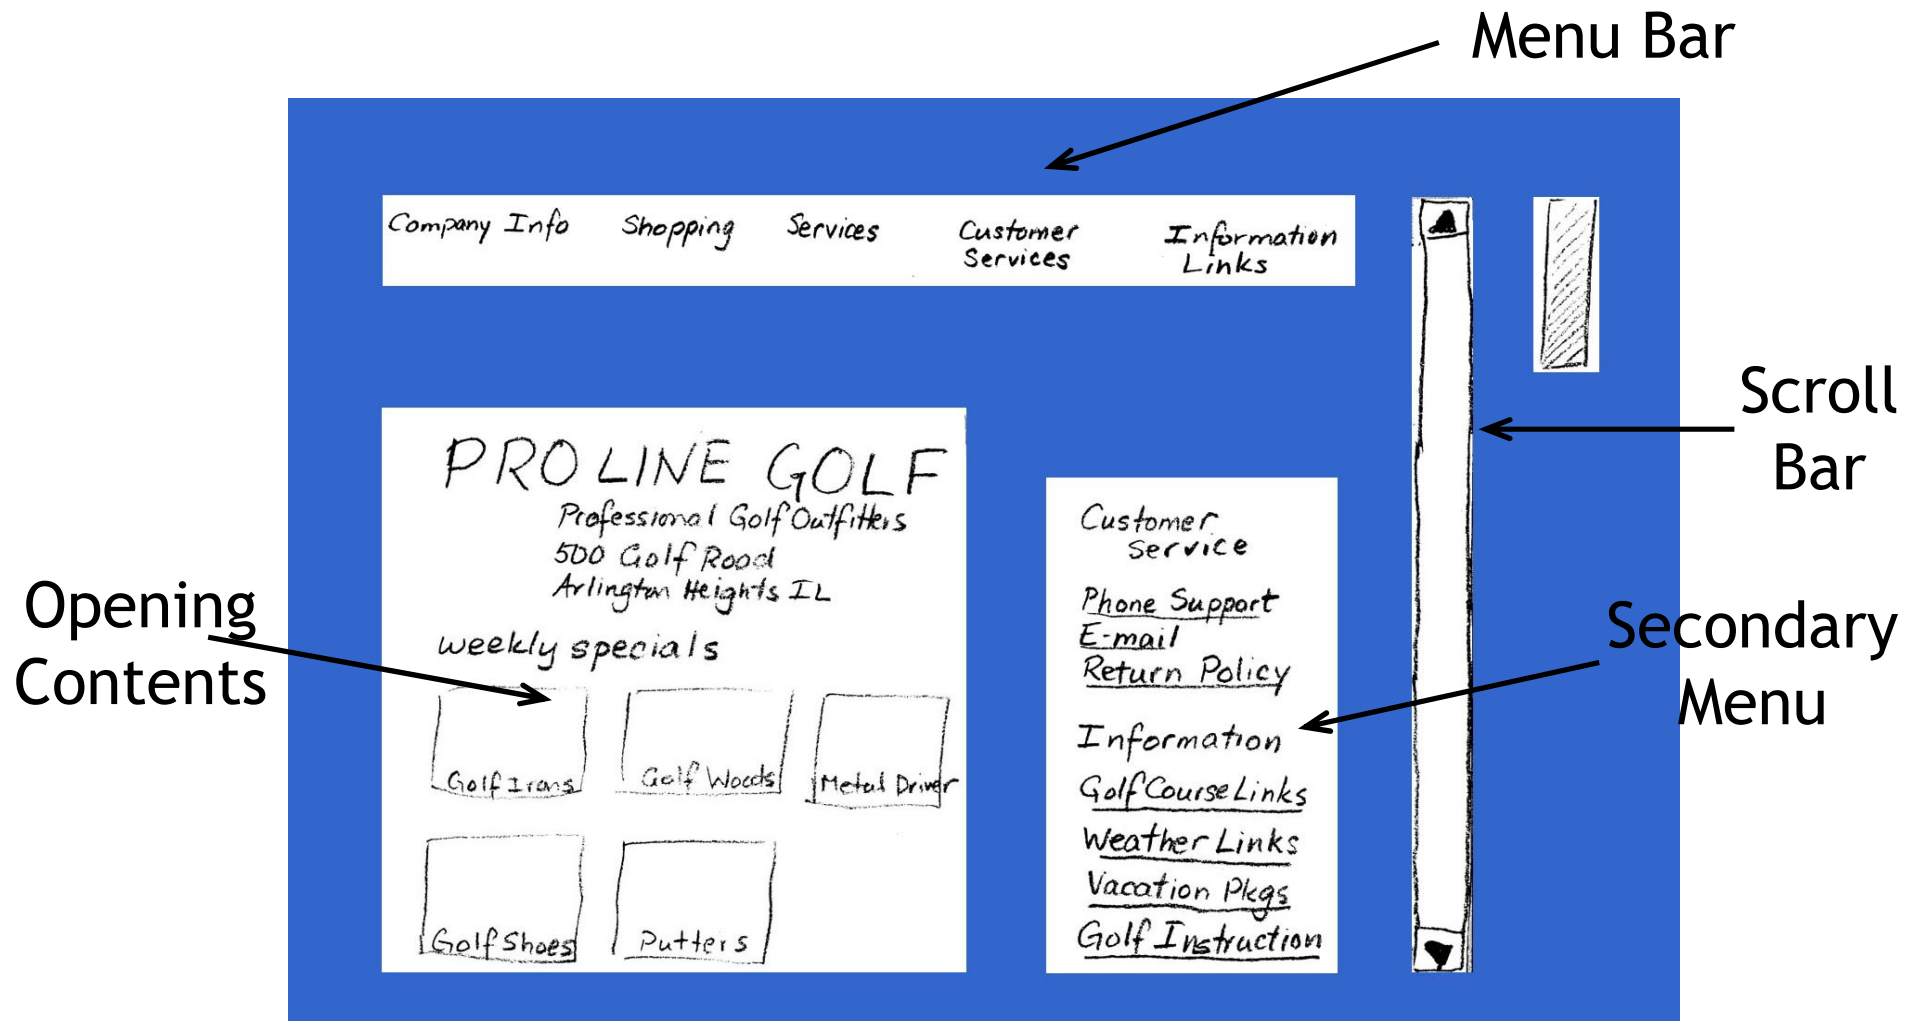 Menu Bar
Company Info Shopping Services Customer Services Information Links
Scroll
Bar
PRO LINE GOLF
Professional Golf Outfitters
500 Golf Road
Arlington Heights IL
weekly specials
Golf Irons Golf Woods Metal Driver
Golf Shoes Putters
Opening
Contents
Customer
Service
Phone Support
E-mail
Return Policy
Information
Golf Course Links
Weather Links
Vacation Pkgs
Golf Instruction
Secondary
Menu